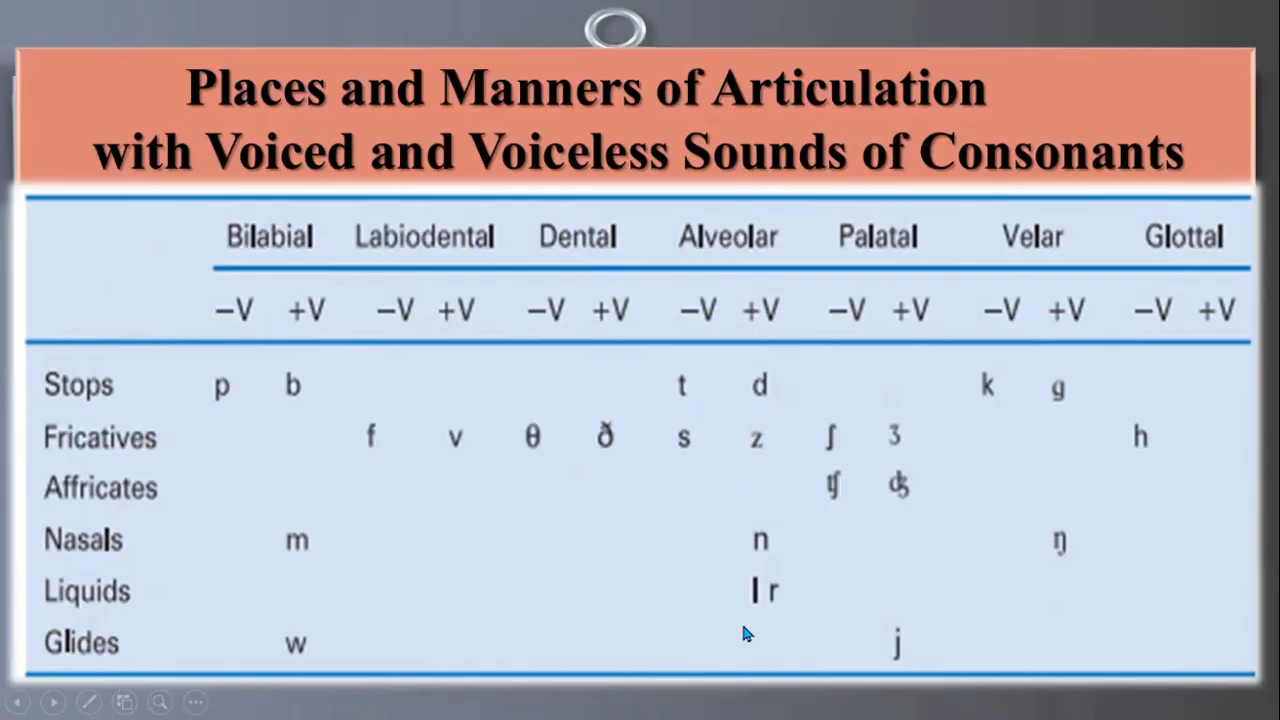 Places and Manners of Articulation
with Voiced and Voiceless Sounds of Consonants
Bilabial Labiodental Dental Alveolar Palatal Velar Glottal
–V +V –V +V –V +V –V +V –V +V –V +V –V +V
Stops p b t d k g
Fricatives f v θ ð s z ʃ ʒ h
Affricates ʧ ʤ
Nasals m n ŋ
Liquids l r
Glides w j